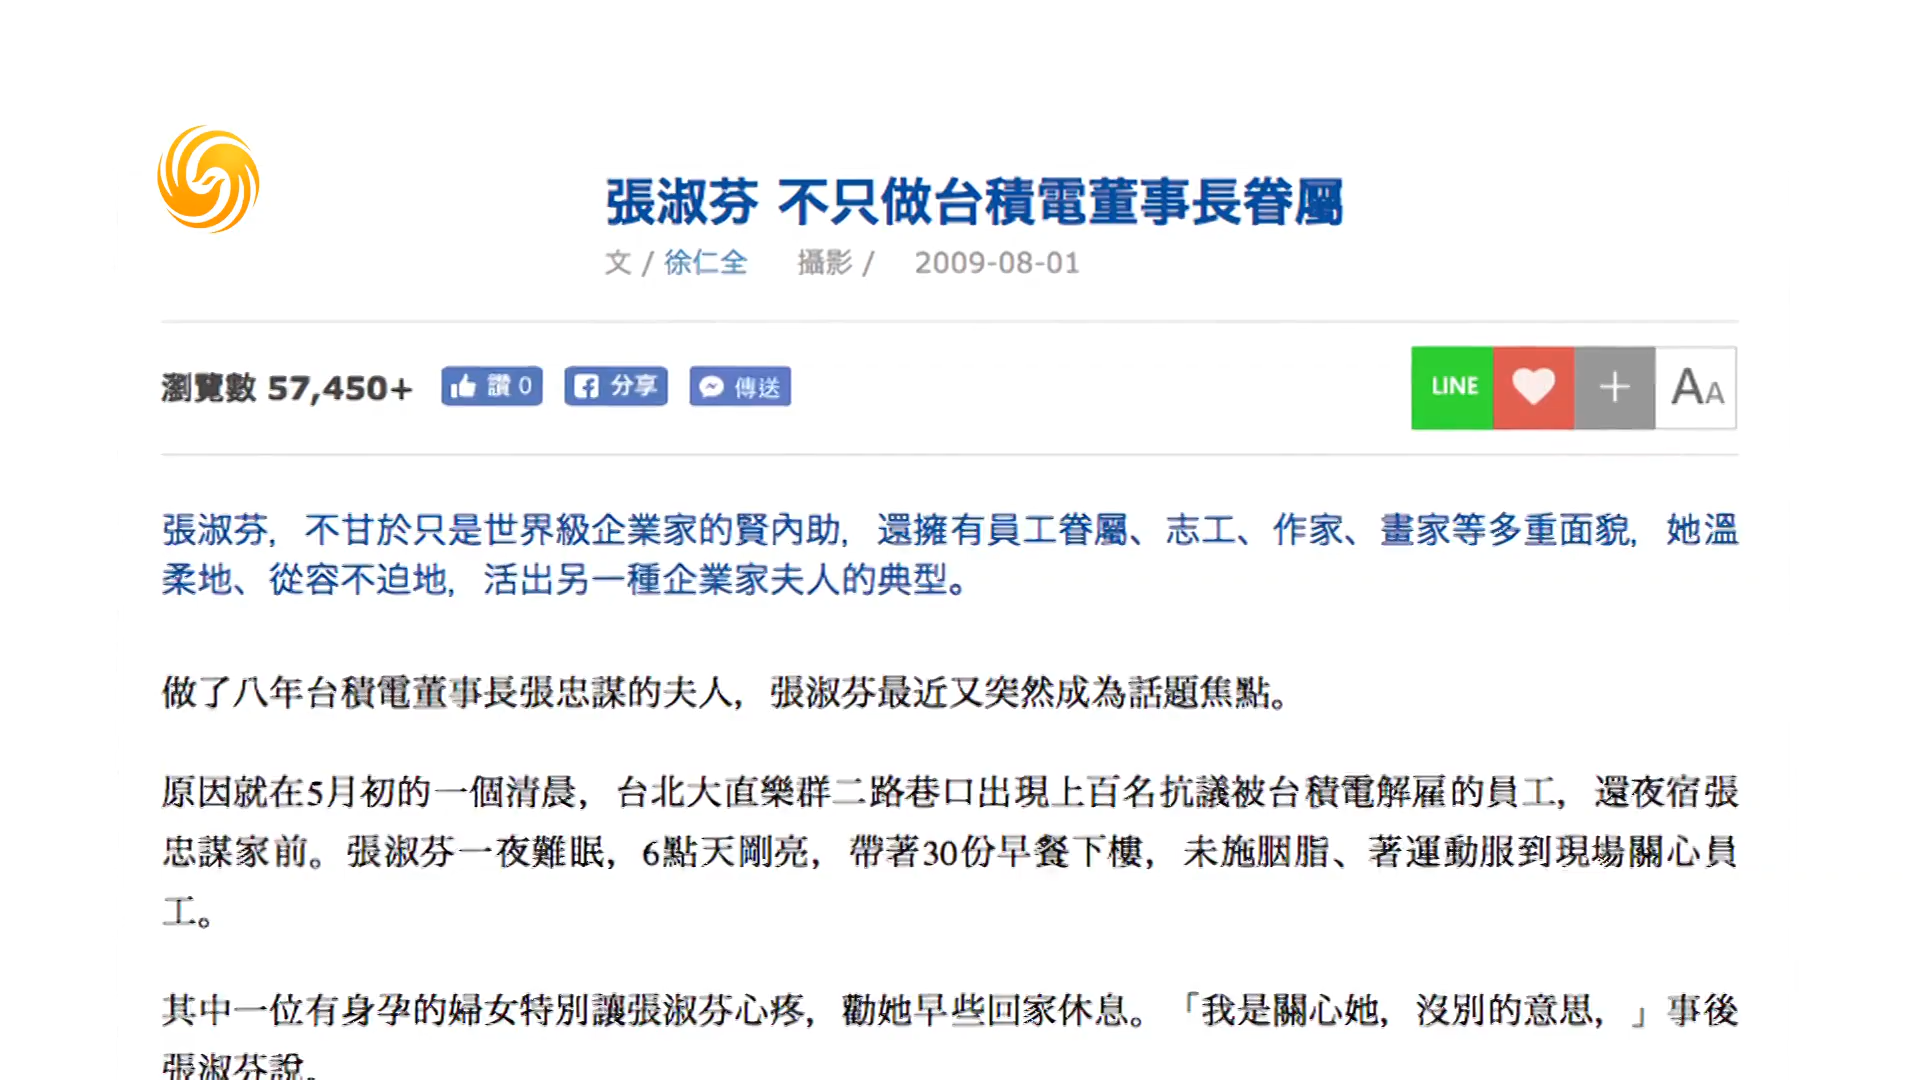 張淑芬 不只做台積電董事長眷屬
文 / 徐仁全 攝影 / 2009-08-01
瀏覽數 57,450+ 讚 0 分享 傳送 LINE + AA
張淑芬，不甘於只是世界級企業家的賢內助，還擁有員工眷屬、志工、作家、畫家等多重面貌，她溫
柔地、從容不迫地，活出另一種企業家夫人的典型。
做了八年台積電董事長張忠謀的夫人，張淑芬最近又突然成為話題焦點。
原因就在5月初的一個清晨，台北大直樂群二路巷口出現上百名抗議被台積電解雇的員工，還夜宿張
忠謀家前。張淑芬一夜難眠，6點天剛亮，帶著30份早餐下樓，未施胭脂、著運動服到現場關心員
工。
其中一位有身孕的婦女特別讓張淑芬心疼，勸她早些回家休息。「我是關心她，沒別的意思，」事後
張淑芬說。